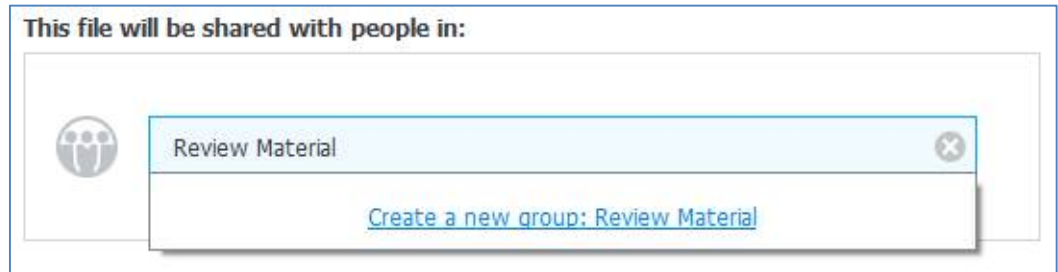 This file will be shared with people in:
Review Material
Create a new group: Review Material